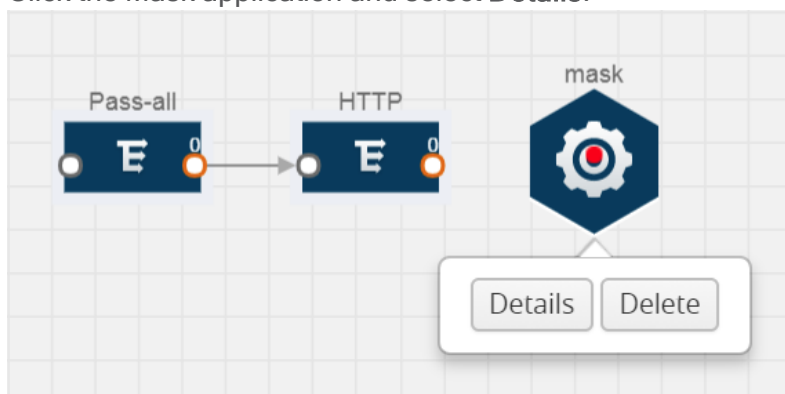 Click the mask application and select Details.
Pass-all
HTTP
mask
0
0
Details
Delete